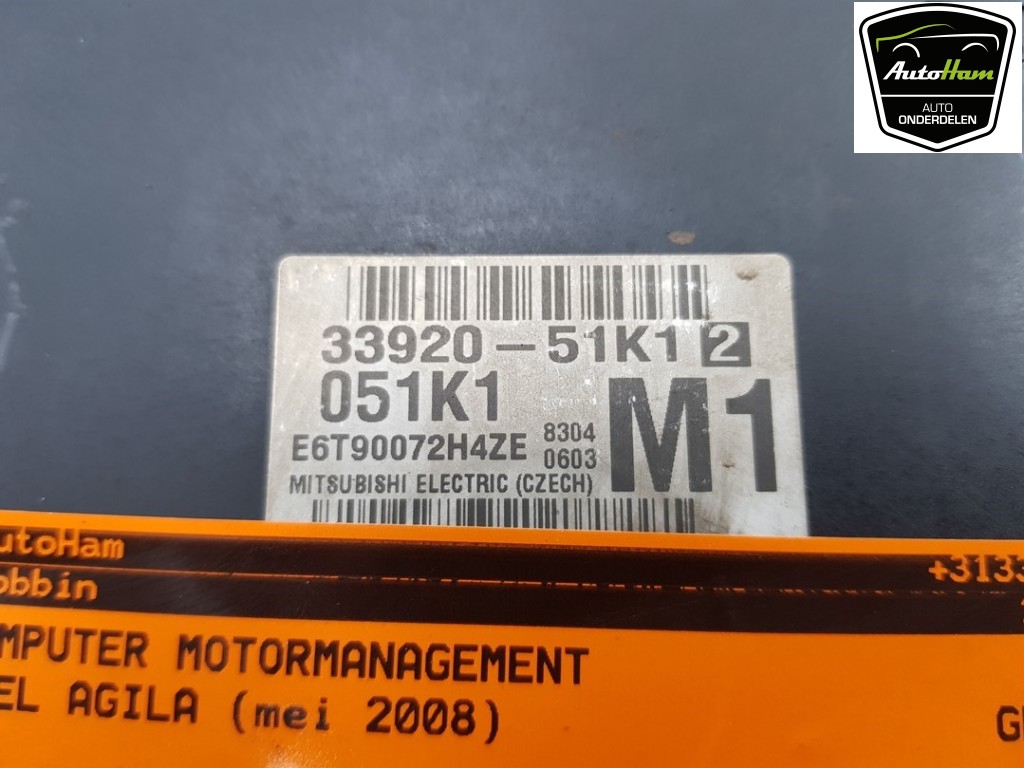 AutoHam
AUTO
ONDERDELEN
33920-51K1 2
051K1
M1
E6T90072H4ZE
8304
0603
MITSUBISHI ELECTRIC (CZECH)
utoHam
+3133
obbin
MPUTER MOTORMANAGEMENT
EL AGILA (mei 2008)